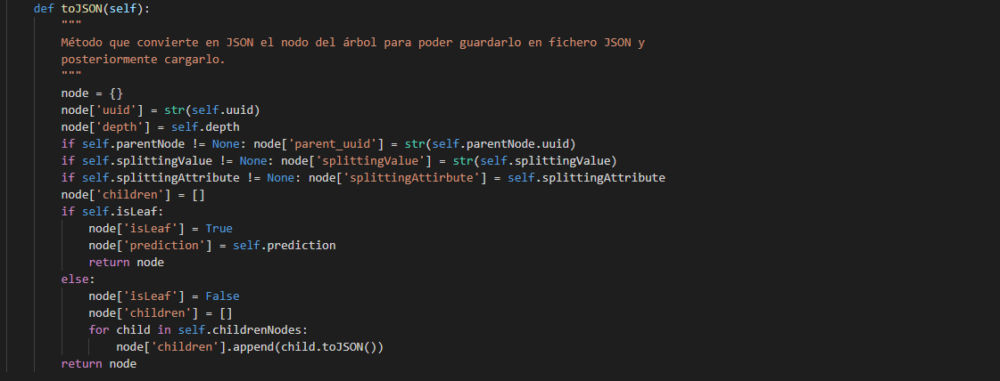 def toJSON(self):
"""
Método que convierte en JSON el nodo del árbol para poder guardarlo en fichero JSON y
posteriormente cargarlo.
"""
node = {}
node['uuid'] = str(self.uuid)
node['depth'] = self.depth
if self.parentNode != None: node['parent_uuid'] = str(self.parentNode.uuid)
if self.splittingValue != None: node['splittingValue'] = str(self.splittingValue)
if self.splittingAttribute != None: node['splittingAttirbute'] = self.splittingAttribute
node['children'] = []
if self.isLeaf:
node['isLeaf'] = True
node['prediction'] = self.prediction
return node
else:
node['isLeaf'] = False
node['children'] = []
for child in self.childrenNodes:
node['children'].append(child.toJSON())
return node